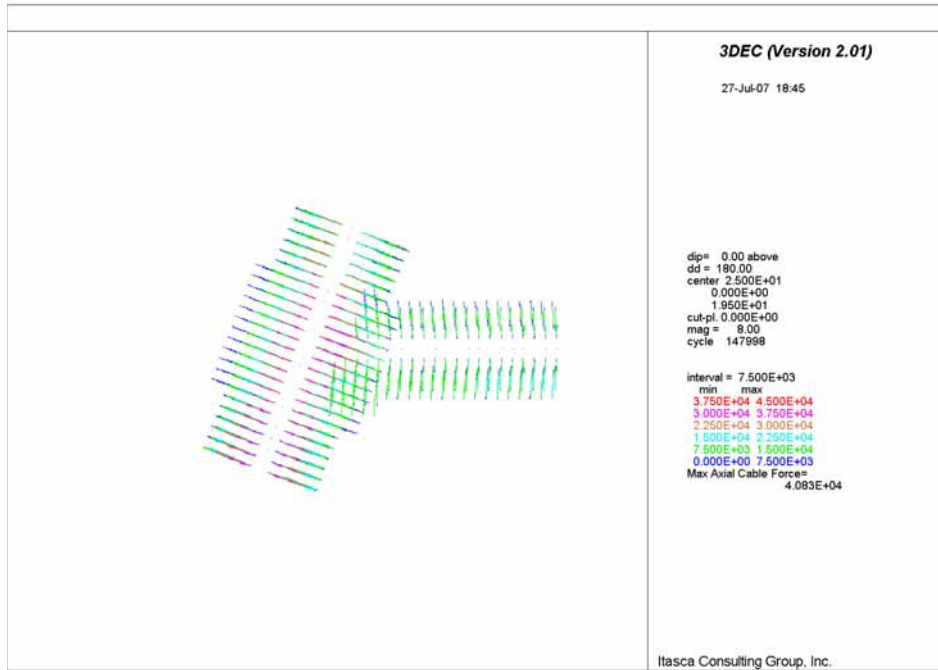 3DEC (Version 2.01)
27-Jul-07 18:45
dip= 0.00 above
dd = 180.00
center 2.500E+01
0.000E+00
1.950E+01
cut-pl. 0.000E+00
mag = 8.00
cycle 147998
interval = 7.500E+03
min max
3.750E+04 4.500E+04
3.000E+04 3.750E+04
2.250E+04 3.000E+04
1.500E+04 2.250E+04
7.500E+03 1.500E+04
0.000E+00 7.500E+03
Max Axial Cable Force=
4.083E+04
Itasca Consulting Group, Inc.